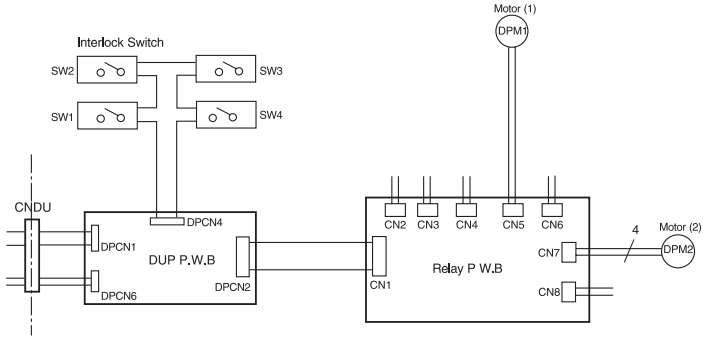 Motor (1)
DPM1
Interlock Switch
SW2
SW3
SW1
SW4
CNDU
DPCN4
DPCN1
DUP P.W.B
DPCN2
DPCN6
CN2
CN3
CN4
CN5
CN6
Relay P W.B
CN1
CN7
CN8
4
Motor (2)
DPM2